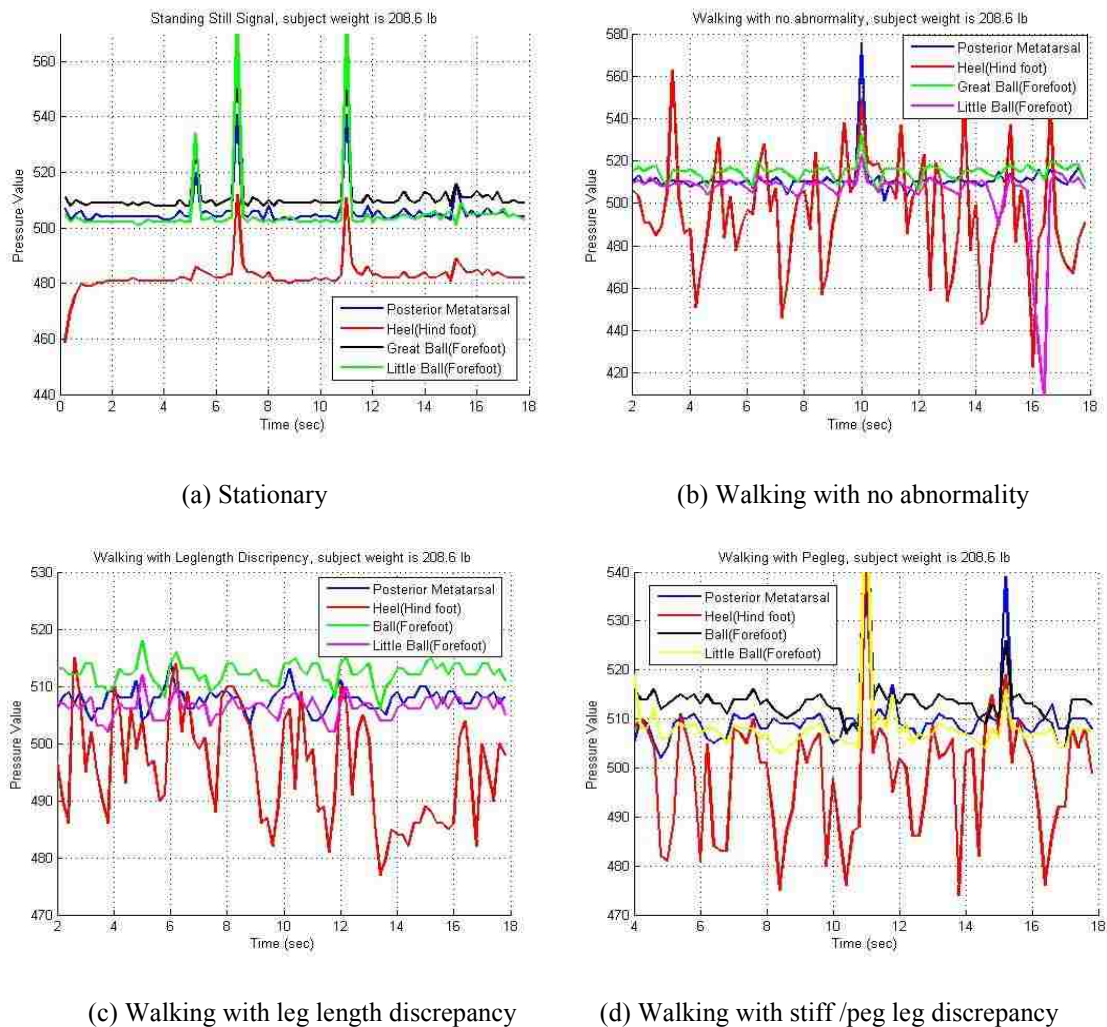 Standing Still Signal, subject weight is 208.6 lb
560
540
520
500
480
460
440
Pressure Value
Posterior Metatarsal
Heel(Hind foot)
Great Ball(Forefoot)
Little Ball(Forefoot)
0 2 4 6 8 10 12 14 16 18
Time (sec)
(a) Stationary
Walking with no abnormality, subject weight is 208.6 lb
580
560
540
520
500
480
460
440
420
Pressure Value
Posterior Metatarsal
Heel(Hind foot)
Great Ball(Forefoot)
Little Ball(Forefoot)
2 4 6 8 10 12 14 16 18
Time (sec)
(b) Walking with no abnormality
Walking with Leglength Discripency, subject weight is 208.6 lb
530
520
510
500
490
480
470
Pressure Value
Posterior Metatarsal
Heel(Hind foot)
Ball(Forefoot)
Little Ball(Forefoot)
2 4 6 8 10 12 14 16 18
Time (sec)
(c) Walking with leg length discrepancy
Walking with Pegleg, subject weight is 208.6 lb
540
530
520
510
500
490
480
470
Pressure Value
Posterior Metatarsal
Heel(Hind foot)
Ball(Forefoot)
Little Ball(Forefoot)
4 6 8 10 12 14 16 18
Time (sec)
(d) Walking with stiff /peg leg discrepancy